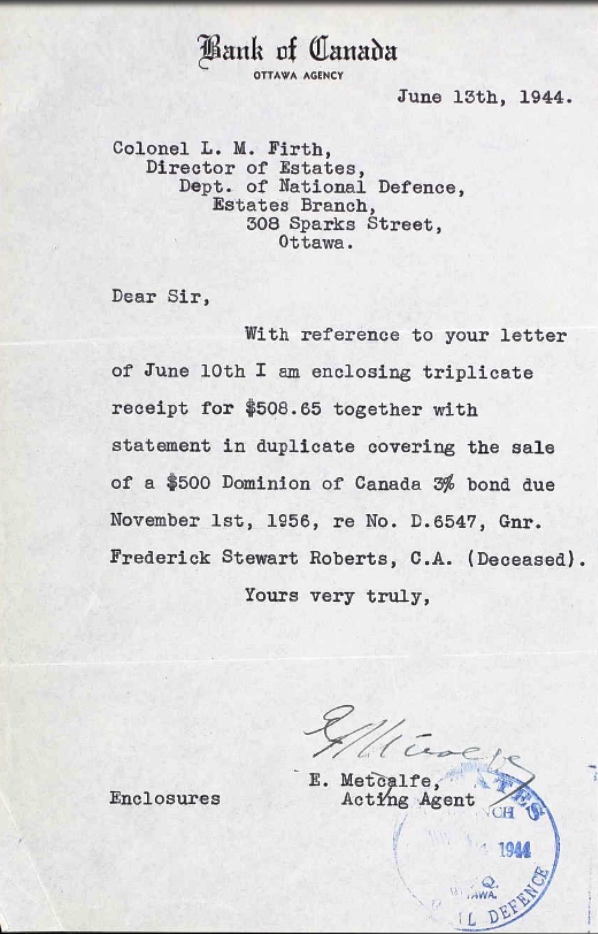 Bank of Canada
OTTAWA AGENCY
June 13th, 1944.
Colonel L. M. Firth,
Director of Estates,
Dept. of National Defence,
Estates Branch,
308 Sparks Street,
Ottawa.
Dear Sir,
With reference to your letter
of June 10th I am enclosing triplicate
receipt for $508.65 together with
statement in duplicate covering the sale
of a $500 Dominion of Canada 3% bond due
November 1st, 1956, re No. D.6547, Gnr.
Frederick Stewart Roberts, C.A. (Deceased).
Yours very truly,
E. Metcalfe,
Enclosures Acting Agent
1944
DEFENCE